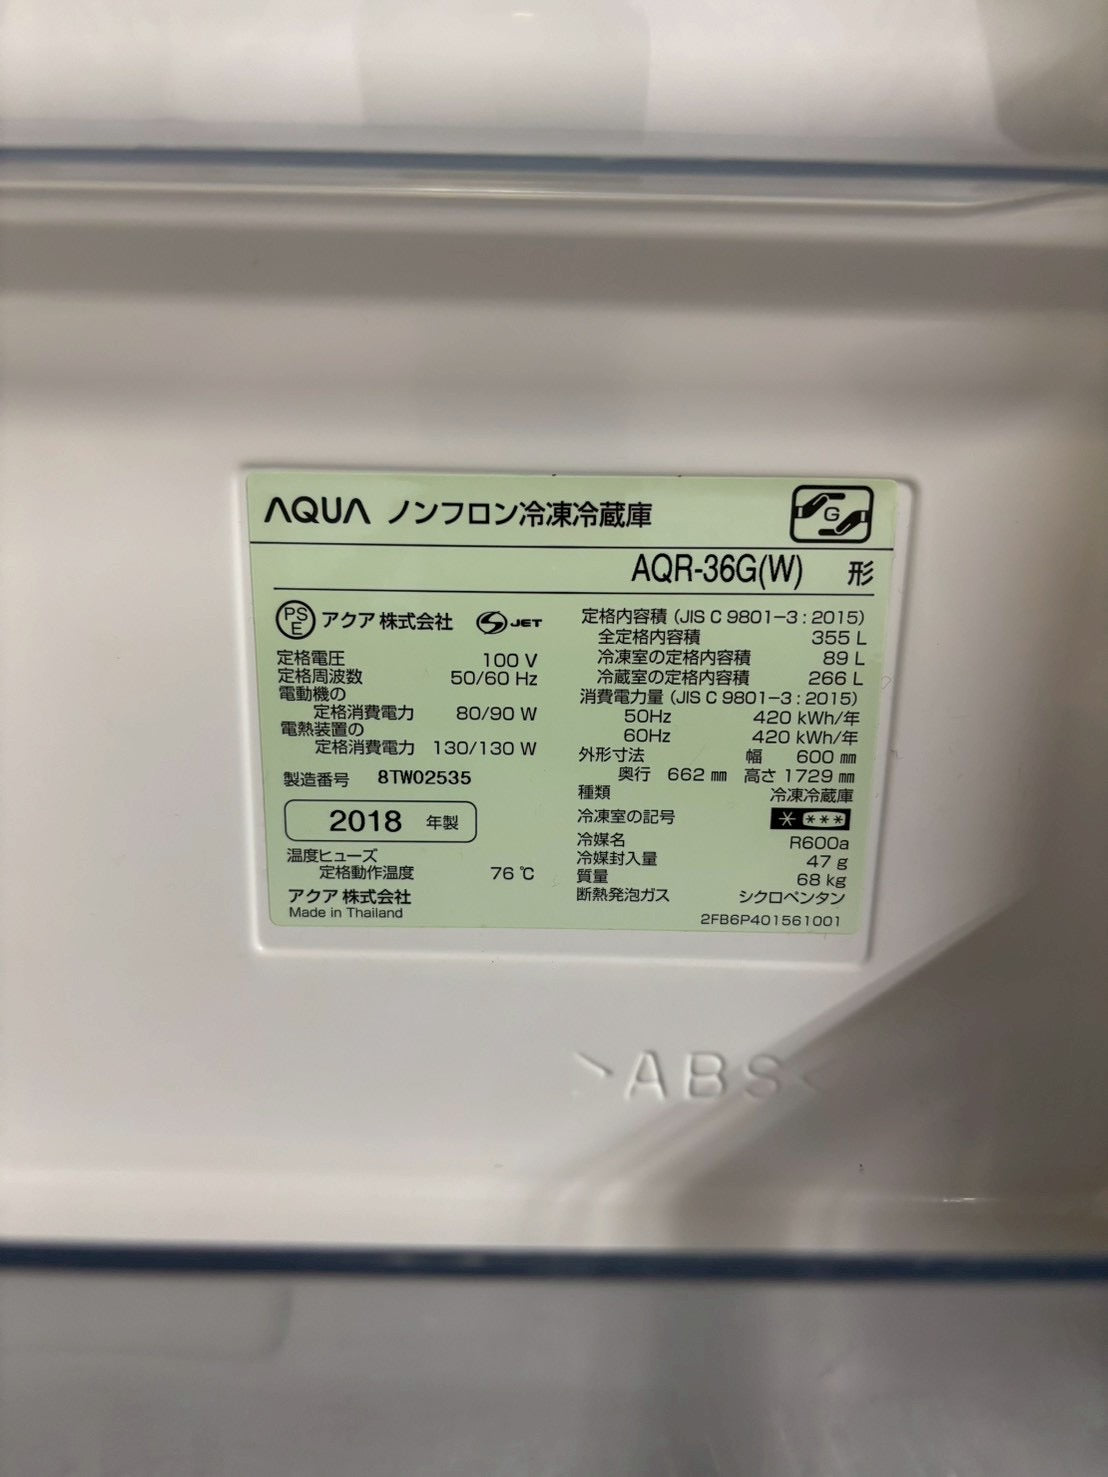 AQUA ノンフロン冷凍冷蔵庫
G
AQR-36G(W) 形
PSE アクア株式会社 S-JET
定格電圧 100 V
定格周波数 50/60 Hz
電動機の
定格消費電力 80/90 W
電熱装置の
定格消費電力 130/130 W
製造番号 8TW02535
2018 年製
温度ヒューズ
定格動作温度 76 ℃
アクア株式会社
Made in Thailand
定格内容積 (JIS C 9801-3 : 2015)
全定格内容積 355 L
冷凍室の定格内容積 89 L
冷蔵室の定格内容積 266 L
消費電力量 (JIS C 9801-3 : 2015)
50Hz 420 kWh/年
60Hz 420 kWh/年
外形寸法 幅 600 ㎜
奥行 662 ㎜ 高さ 1729 ㎜
種類 冷凍冷蔵庫
冷凍室の記号 * ***
冷媒名 R600a
冷媒封入量 47 g
質量 68 kg
断熱発泡ガス シクロペンタン
2FB6P401561001
>ABS<